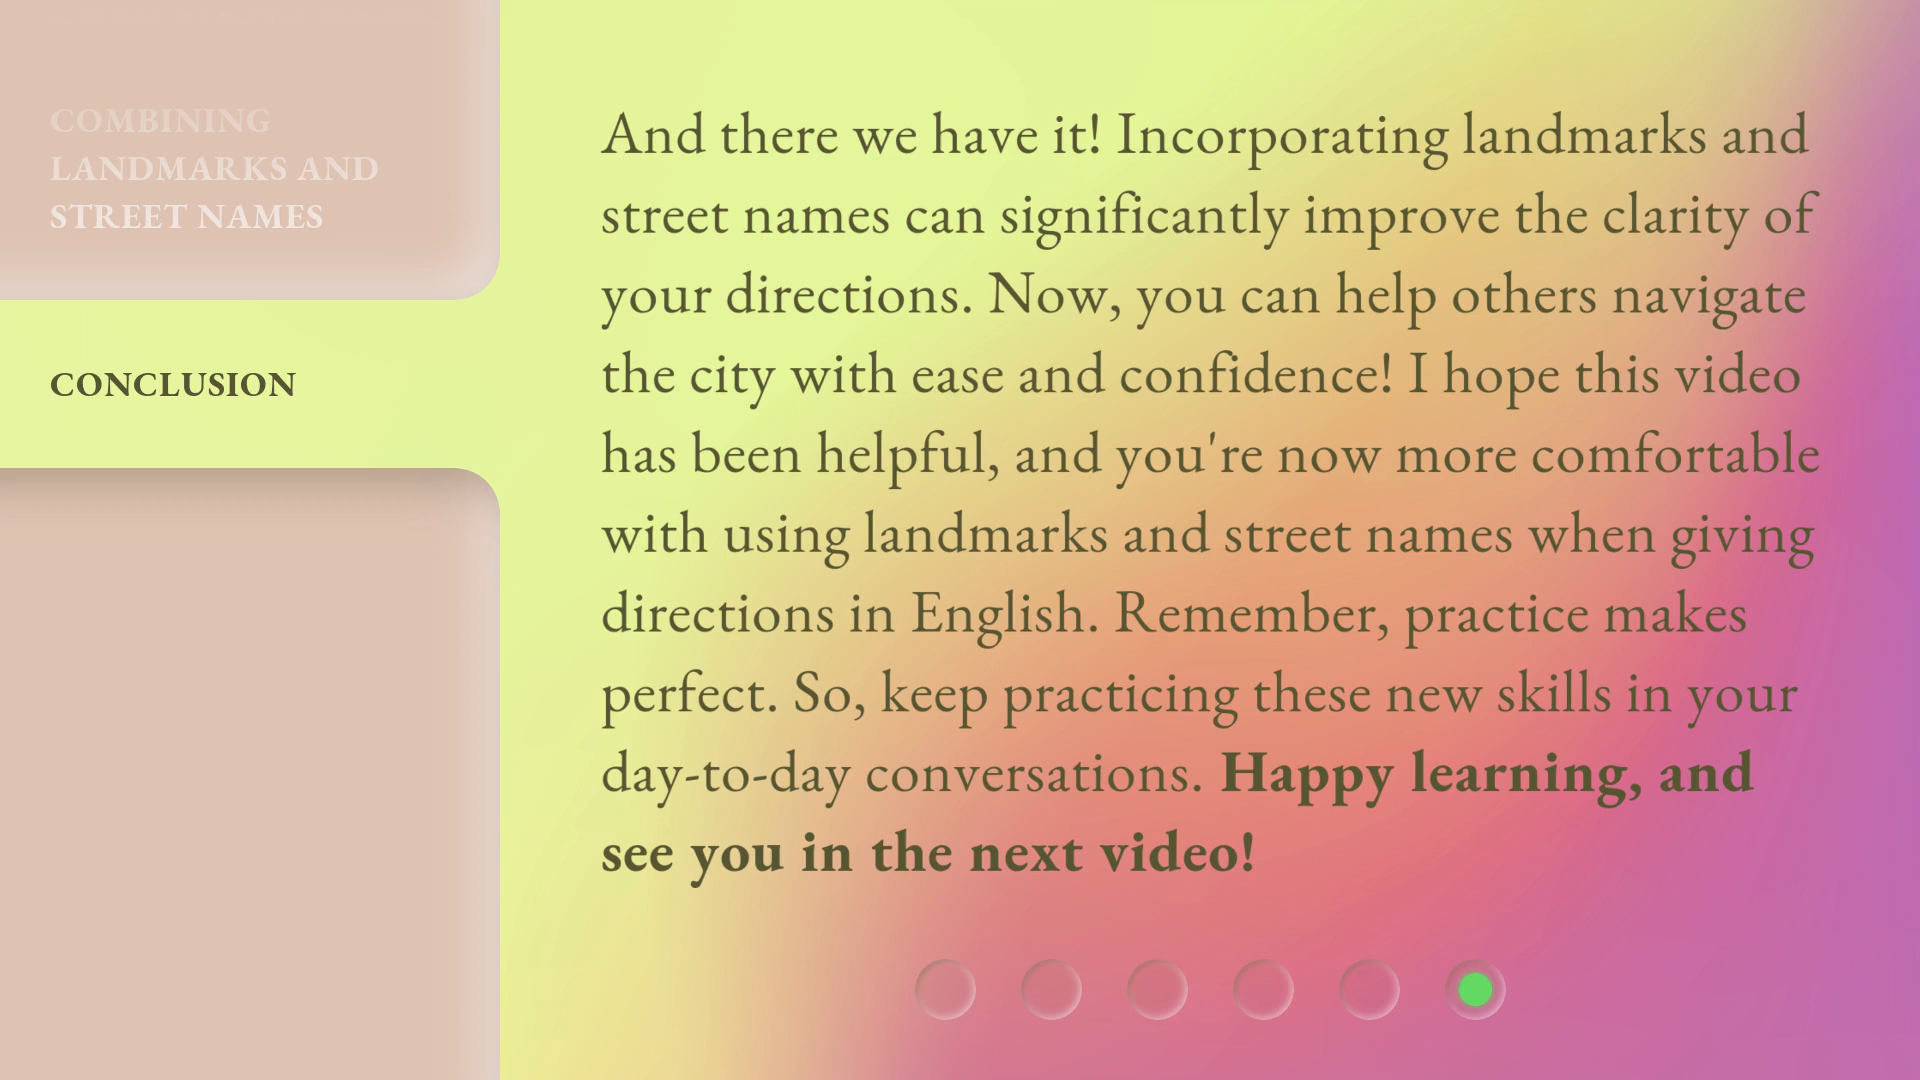 COMBINING
LANDMARKS AND
STREET NAMES
CONCLUSION
And there we have it! Incorporating landmarks and
street names can significantly improve the clarity of
your directions. Now, you can help others navigate
the city with ease and confidence! I hope this video
has been helpful, and you're now more comfortable
with using landmarks and street names when giving
directions in English. Remember, practice makes
perfect. So, keep practicing these new skills in your
day-to-day conversations. Happy learning, and
see you in the next video!